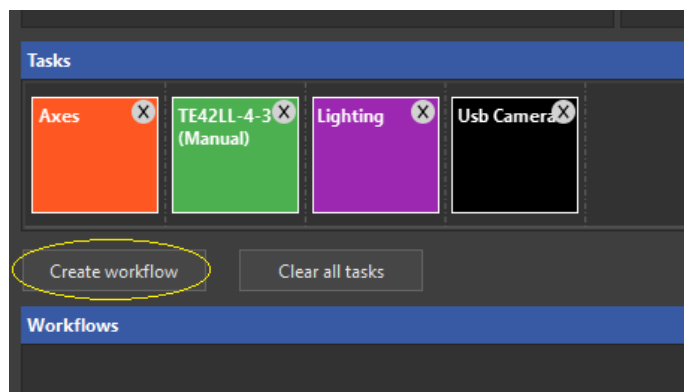 Tasks
Axes X
TE42LL-4-3 X
(Manual)
Lighting X
Usb Camera X
Create workflow
Clear all tasks
Workflows